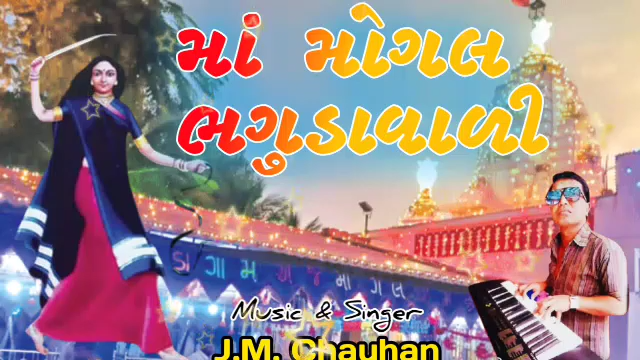 માં મોગલ
ભગુડાવાળી
ડા ગા મ
મો ગ લ
Music & Singer
J.M. Chauhan